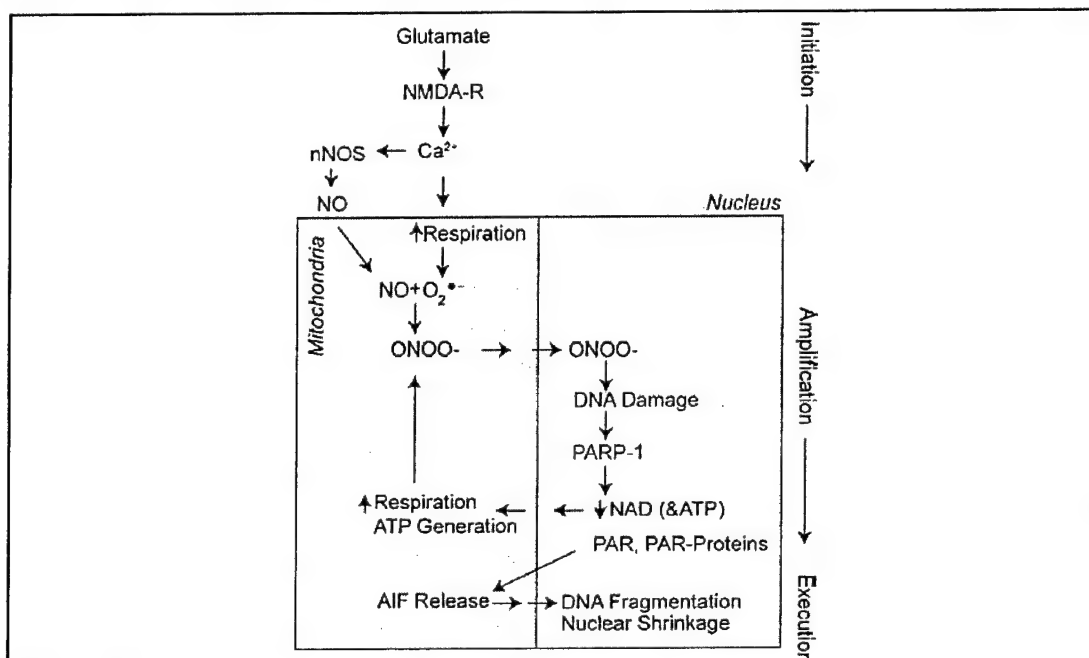 Glutamate
NMDA-R
nNOS
Ca²⁺
NO
Initiation
Nucleus
Mitochondria
↑Respiration
NO+O₂•−
ONOO-
ONOO-
DNA Damage
PARP-1
Amplification
↑ Respiration
ATP Generation
↓ NAD (&ATP)
PAR, PAR-Proteins
AIF Release
DNA Fragmentation
Nuclear Shrinkage
Execution